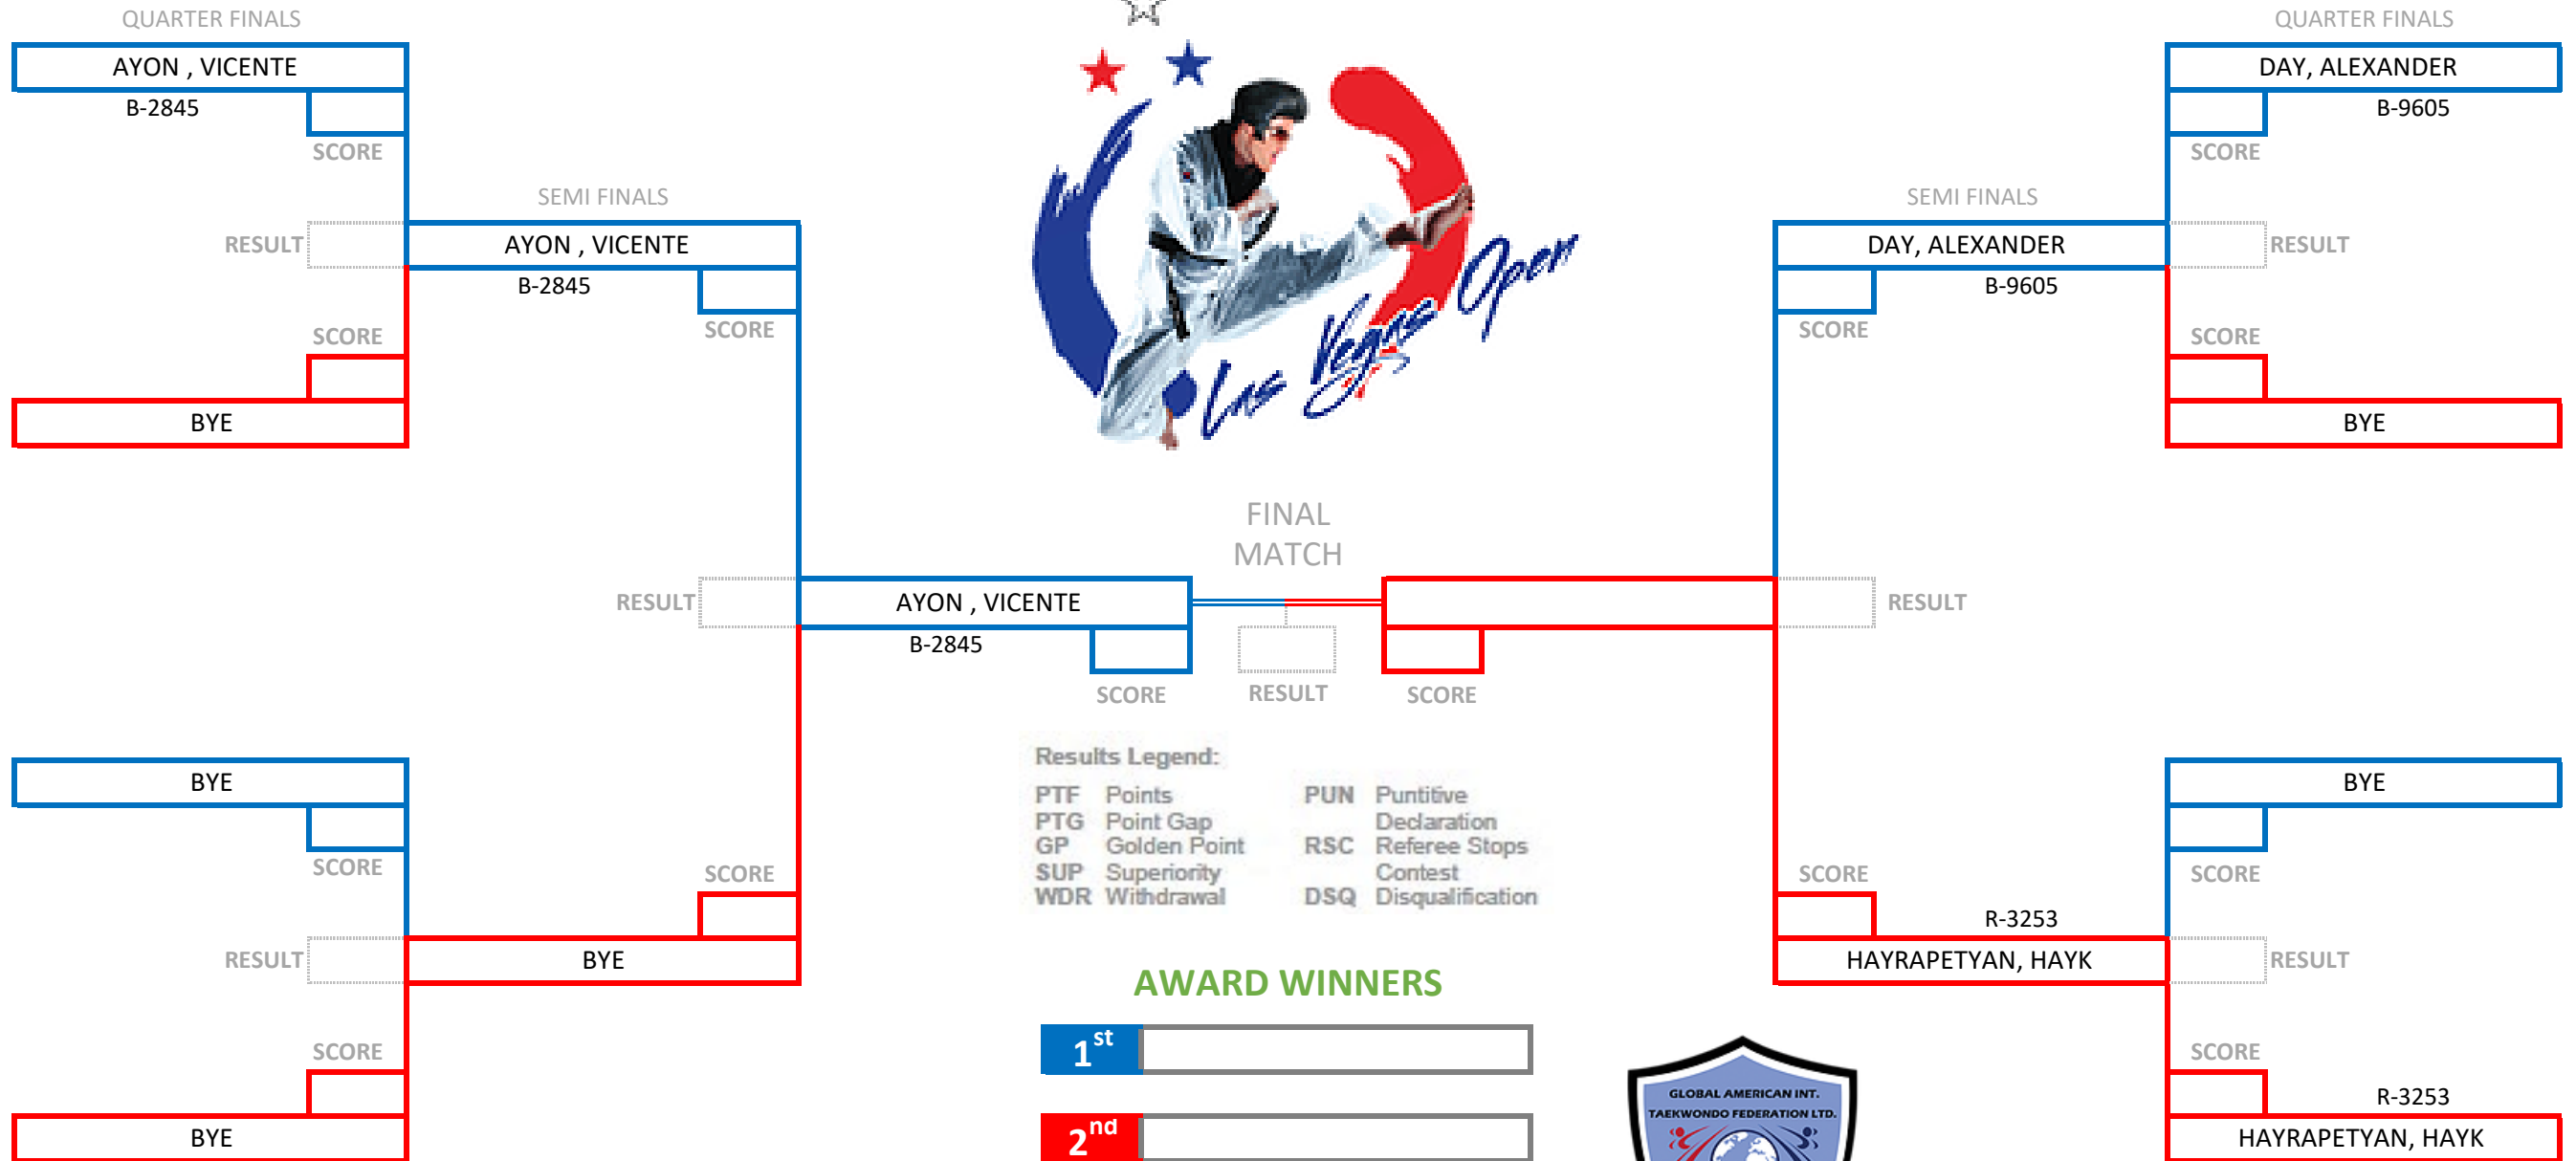 QUARTER FINALS
QUARTER FINALS
AYON , VICENTE
DAY, ALEXANDER
B-2845
B-9605
SCORE
SCORE
SEMI FINALS
SEMI FINALS
RESULT
AYON , VICENTE
DAY, ALEXANDER
RESULT
B-2845
B-9605
Las Vegas Open
SCORE
SCORE
SCORE
SCORE
BYE
BYE
FINAL
MATCH
RESULT
AYON , VICENTE
RESULT
B-2845
SCORE
RESULT
SCORE
BYE
BYE
Results Legend:
PTF Points
PTG Point Gap
GP Golden Point
SUP Superiority
WDR Withdrawal
PUN Puntitive
Declaration
RSC Referee Stops
Contest
DSQ Disqualification
SCORE
SCORE
SCORE
SCORE
R-3253
RESULT
BYE
HAYRAPETYAN, HAYK
RESULT
AWARD WINNERS
1st
SCORE
SCORE
GLOBAL AMERICAN INT.
TAEKWONDO FEDERATION LTD.
R-3253
BYE
2nd
HAYRAPETYAN, HAYK